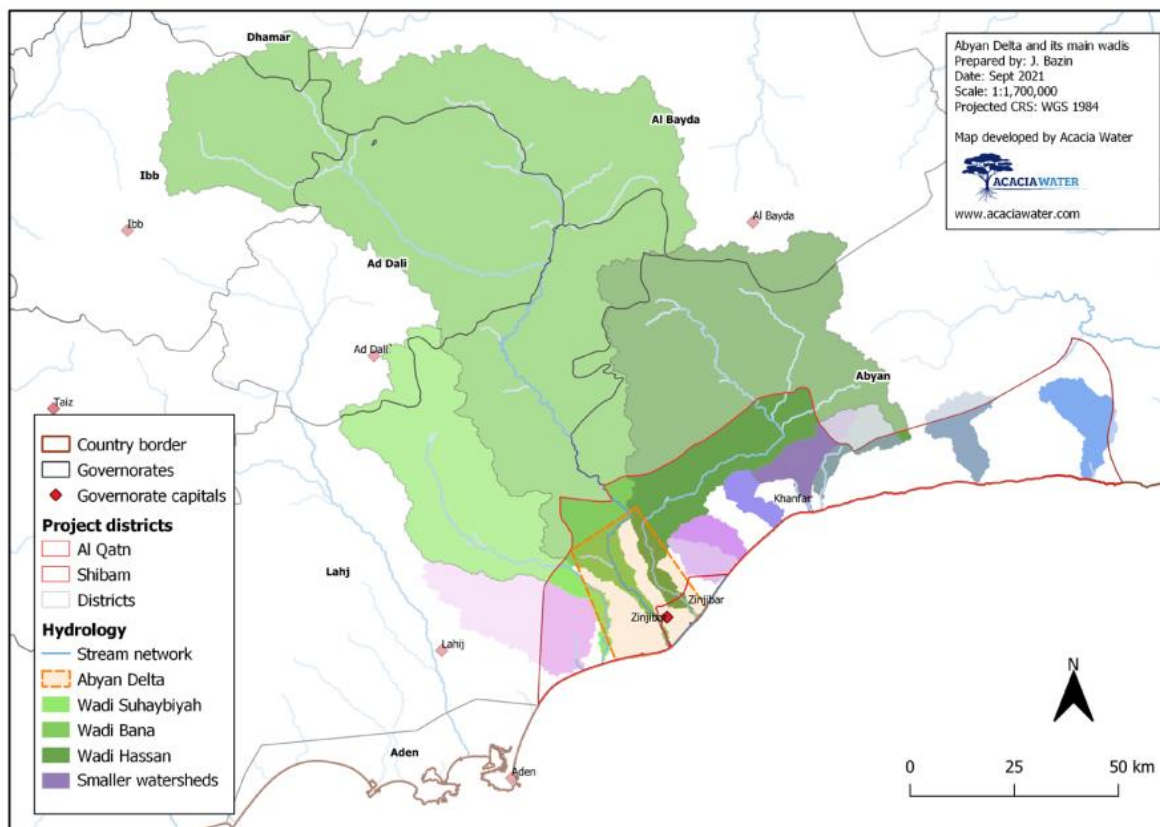 Dhamar
Al Bayda
Ibb
Ibb
Al Bayda
Ad Dali
Ad Dali
Abyan
Taiz
Khanfar
Lahj
Zinjibar
Zinjibar
Lahij
Aden
Aden
Abyan Delta and its main wadis
Prepared by: J. Bazin
Date: Sept 2021
Scale: 1:1,700,000
Projected CRS: WGS 1984
Map developed by Acacia Water
ACACIAWATER
www.acaciawater.com
Country border
Governorates
Governorate capitals
Project districts
Al Qatn
Shibam
Districts
Hydrology
Stream network
Abyan Delta
Wadi Suhaybiyah
Wadi Bana
Wadi Hassan
Smaller watersheds
N
0 25 50 km